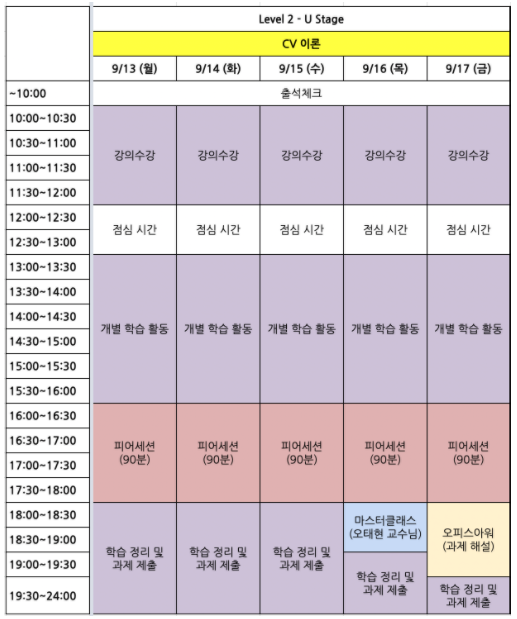 Level 2 - U Stage
CV 이론
9/13 (월) 9/14 (화) 9/15 (수) 9/16 (목) 9/17 (금)
~10:00 출석체크
10:00~10:30
10:30~11:00
강의수강 강의수강 강의수강 강의수강 강의수강
11:00~11:30
11:30~12:00
12:00~12:30
점심 시간 점심 시간 점심 시간 점심 시간 점심 시간
12:30~13:00
13:00~13:30
13:30~14:00
14:00~14:30
개별 학습 활동 개별 학습 활동 개별 학습 활동 개별 학습 활동 개별 학습 활동
14:30~15:00
15:00~15:30
15:30~16:00
16:00~16:30
16:30~17:00 피어세션 피어세션 피어세션 피어세션 피어세션
17:00~17:30 (90분) (90분) (90분) (90분) (90분)
17:30~18:00
18:00~18:30 마스터클래스
18:30~19:00 (오태현 교수님) 오피스아워
(과제 해설)
학습 정리 및 학습 정리 및 학습 정리 및
과제 제출 과제 제출 과제 제출
19:00~19:30
학습 정리 및
과제 제출
19:30~24:00 학습 정리 및
과제 제출